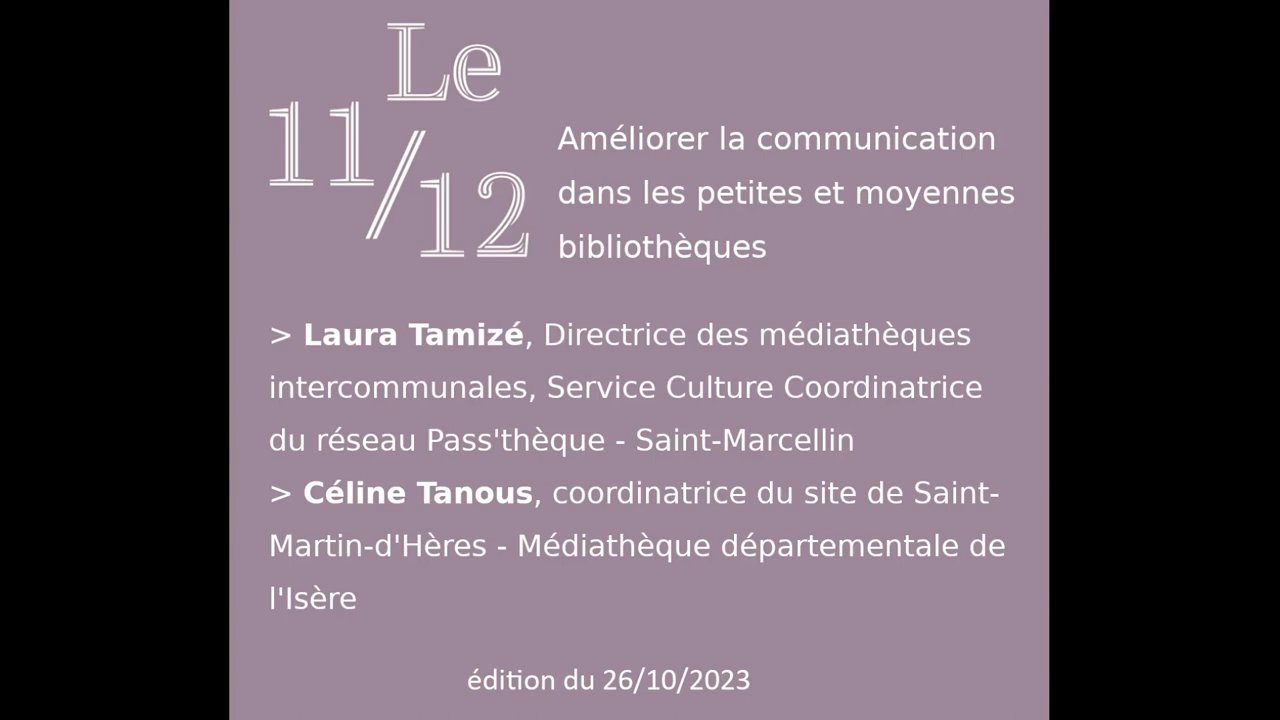 Le
11/12
Améliorer la communication
dans les petites et moyennes
bibliothèques
> Laura Tamizé, Directrice des médiathèques
intercommunales, Service Culture Coordinatrice
du réseau Pass'thèque - Saint-Marcellin
> Céline Tanous, coordinatrice du site de Saint-
Martin-d'Hères - Médiathèque départementale de
l'Isère
édition du 26/10/2023